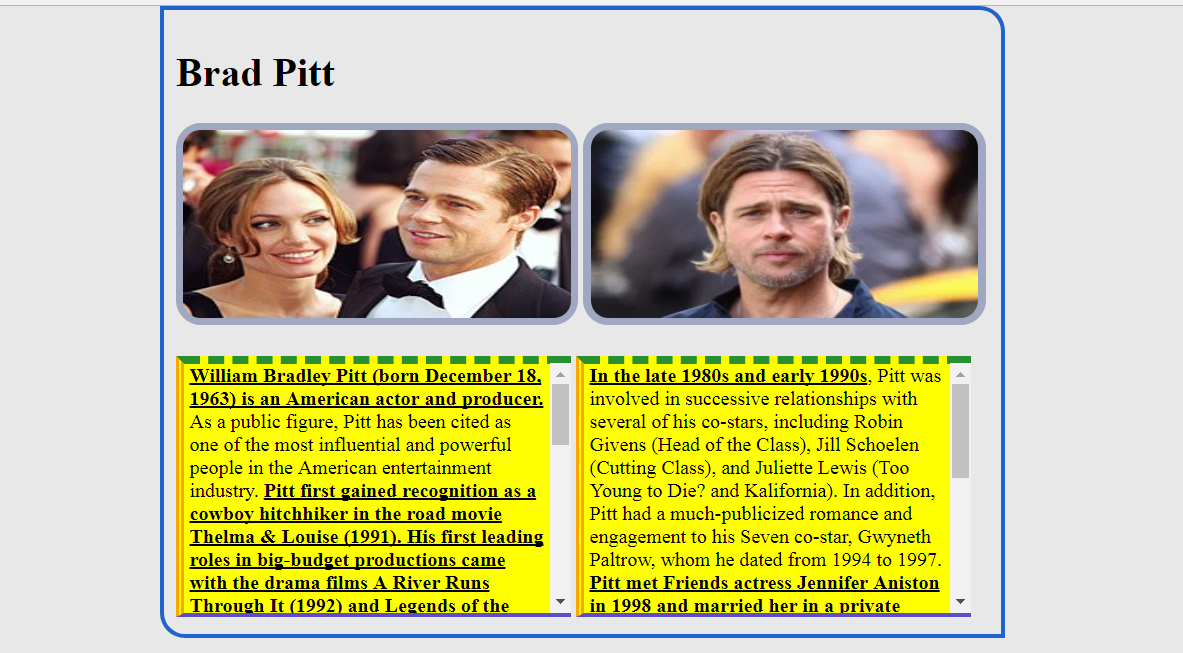 Brad Pitt
William Bradley Pitt (born December 18,
1963) is an American actor and producer.
As a public figure, Pitt has been cited as
one of the most influential and powerful
people in the American entertainment
industry. Pitt first gained recognition as a
cowboy hitchhiker in the road movie
Thelma & Louise (1991). His first leading
roles in big-budget productions came
with the drama films A River Runs
Through It (1992) and Legends of the
In the late 1980s and early 1990s, Pitt was
involved in successive relationships with
several of his co-stars, including Robin
Givens (Head of the Class), Jill Schoelen
(Cutting Class), and Juliette Lewis (Too
Young to Die? and Kalifornia). In addition,
Pitt had a much-publicized romance and
engagement to his Seven co-star, Gwyneth
Paltrow, whom he dated from 1994 to 1997.
Pitt met Friends actress Jennifer Aniston
in 1998 and married her in a private